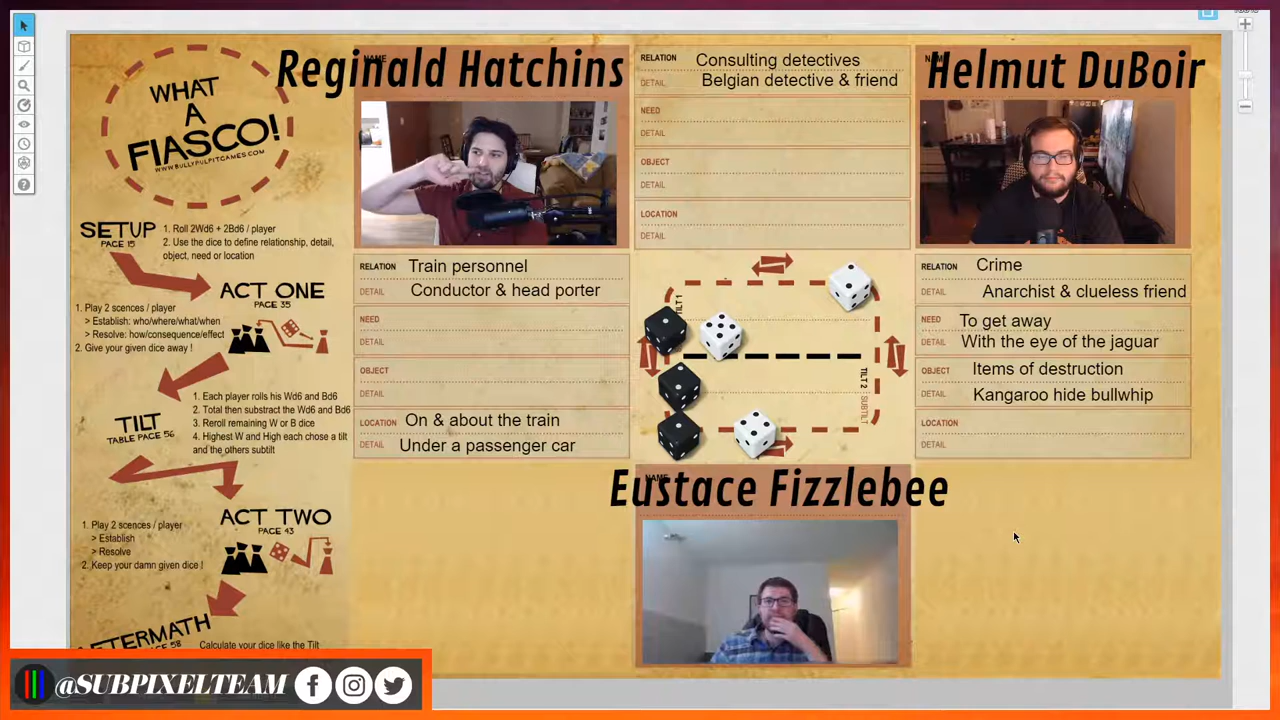 WHAT
A
FIASCO!
WWW.BULLYPULPITGAMES.COM
SETUP
PAGE 15
1. Roll 2Wd6 + 2Bd6 / player
2. Use the dice to define relationship, detail,
object, need or location
ACT ONE
PAGE 35
1. Play 2 scences / player
> Establish: who/where/what/when
> Resolve: how/consequence/effect
2. Give your given dice away !
TILT
TABLE PAGE 56
1. Each player rolls his Wd6 and Bd6
2. Total then substract the Wd6 and Bd6
3. Reroll remaining W or B dice
4. Highest W and High each chose a tilt
and the others subtilt
ACT TWO
PAGE 43
1. Play 2 scences / player
> Establish
> Resolve
2. Keep your damn given dice !
Calculate your dice like the Tilt
@SUBPIXELTEAM
NAME
Reginald Hatchins
RELATION Consulting detectives
DETAIL Belgian detective & friend
NEED
DETAIL
OBJECT
DETAIL
LOCATION
DETAIL
Helmut DuBoir
RELATION Train personnel
DETAIL Conductor & head porter
NEED
DETAIL
OBJECT
DETAIL
LOCATION On & about the train
DETAIL Under a passenger car
TILT 1
TILT 2 SUBTILT
RELATION Crime
DETAIL Anarchist & clueless friend
NEED To get away
DETAIL With the eye of the jaguar
OBJECT Items of destruction
DETAIL Kangaroo hide bullwhip
LOCATION
DETAIL
NAME
Eustace Fizzlebee